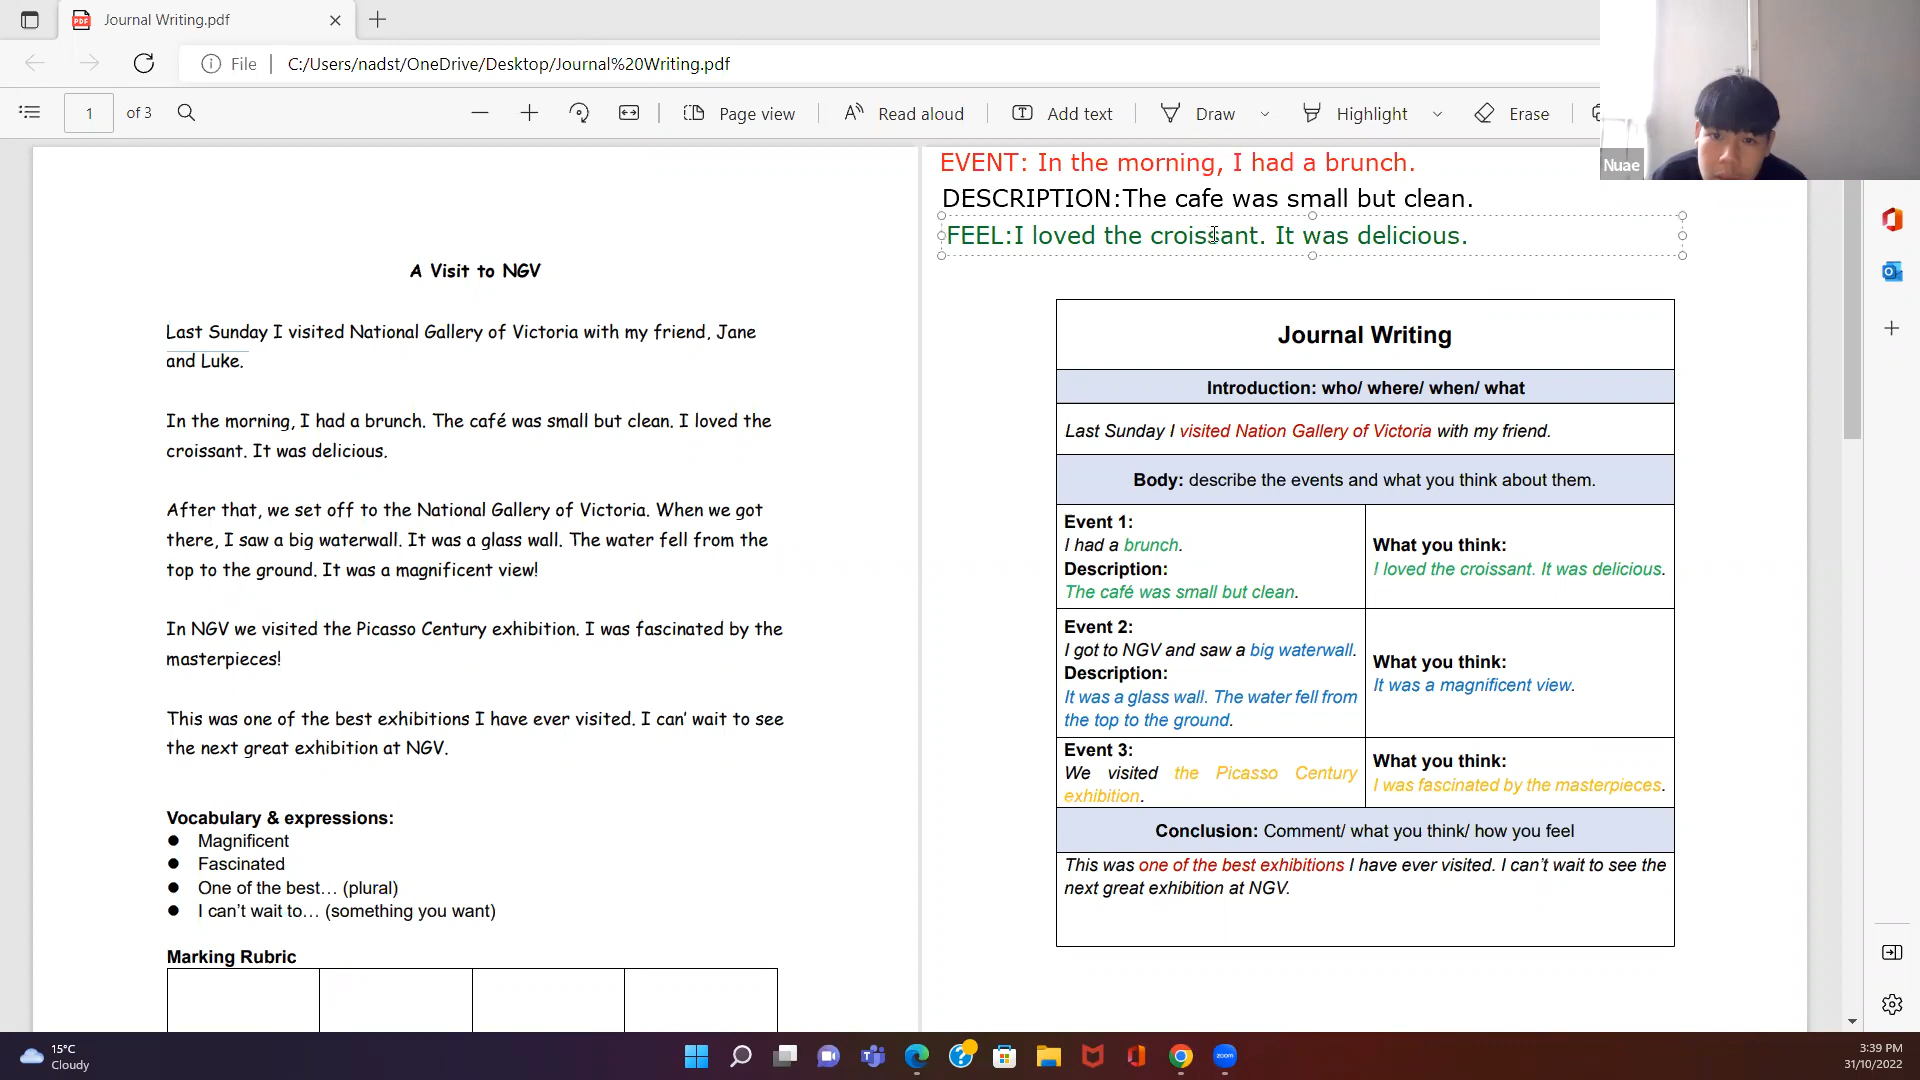 Journal Writing.pdf
File
C:/Users/nadst/OneDrive/Desktop/Journal%20Writing.pdf
1 of 3
Page view
Read aloud
Add text
Draw
Highlight
Erase
Nuae
A Visit to NGV
Last Sunday I visited National Gallery of Victoria with my friend, Jane
and Luke.
In the morning, I had a brunch. The café was small but clean. I loved the
croissant. It was delicious.
After that, we set off to the National Gallery of Victoria. When we got
there, I saw a big waterwall. It was a glass wall. The water fell from the
top to the ground. It was a magnificent view!
In NGV we visited the Picasso Century exhibition. I was fascinated by the
masterpieces!
This was one of the best exhibitions I have ever visited. I can' wait to see
the next great exhibition at NGV.
Vocabulary & expressions:
● Magnificent
● Fascinated
● One of the best… (plural)
● I can't wait to… (something you want)
Marking Rubric
EVENT: In the morning, I had a brunch.
DESCRIPTION:The cafe was small but clean.
FEEL:I loved the croissant. It was delicious.
Journal Writing
Introduction: who/ where/ when/ what
Last Sunday I visited Nation Gallery of Victoria with my friend.
Body: describe the events and what you think about them.
Event 1:
I had a brunch.
Description:
The café was small but clean.
What you think:
I loved the croissant. It was delicious.
Event 2:
I got to NGV and saw a big waterwall.
Description:
It was a glass wall. The water fell from
the top to the ground.
What you think:
It was a magnificent view.
Event 3:
We visited the Picasso Century
exhibition.
What you think:
I was fascinated by the masterpieces.
Conclusion: Comment/ what you think/ how you feel
This was one of the best exhibitions I have ever visited. I can't wait to see the
next great exhibition at NGV.
15°C
Cloudy
zoom
3:39 PM
31/10/2022